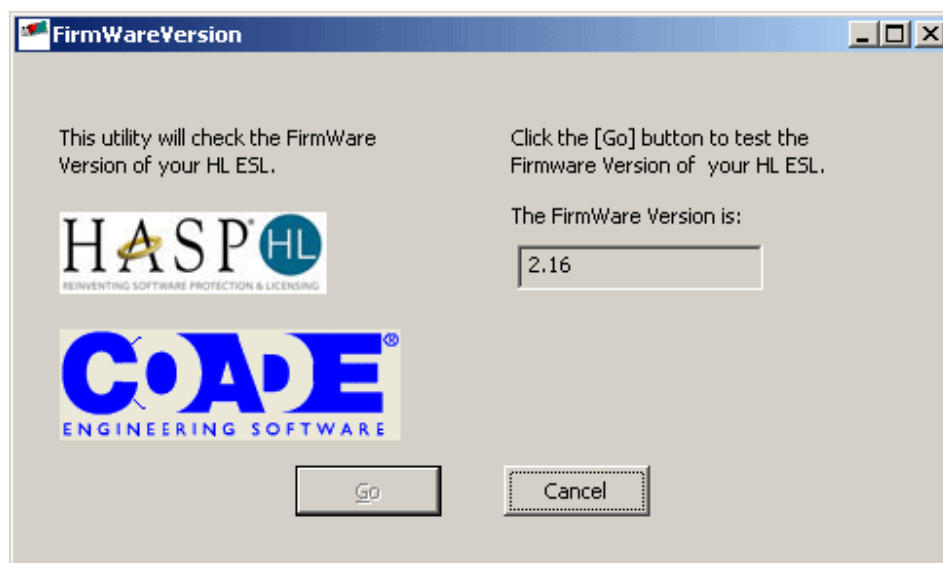 FirmWareVersion
This utility will check the FirmWare
Version of your HL ESL.
HASP® HL
REINVENTING SOFTWARE PROTECTION & LICENSING
COADE®
ENGINEERING SOFTWARE
Click the [Go] button to test the
Firmware Version of  your HL ESL.
The FirmWare Version is:
2.16
Go
Cancel